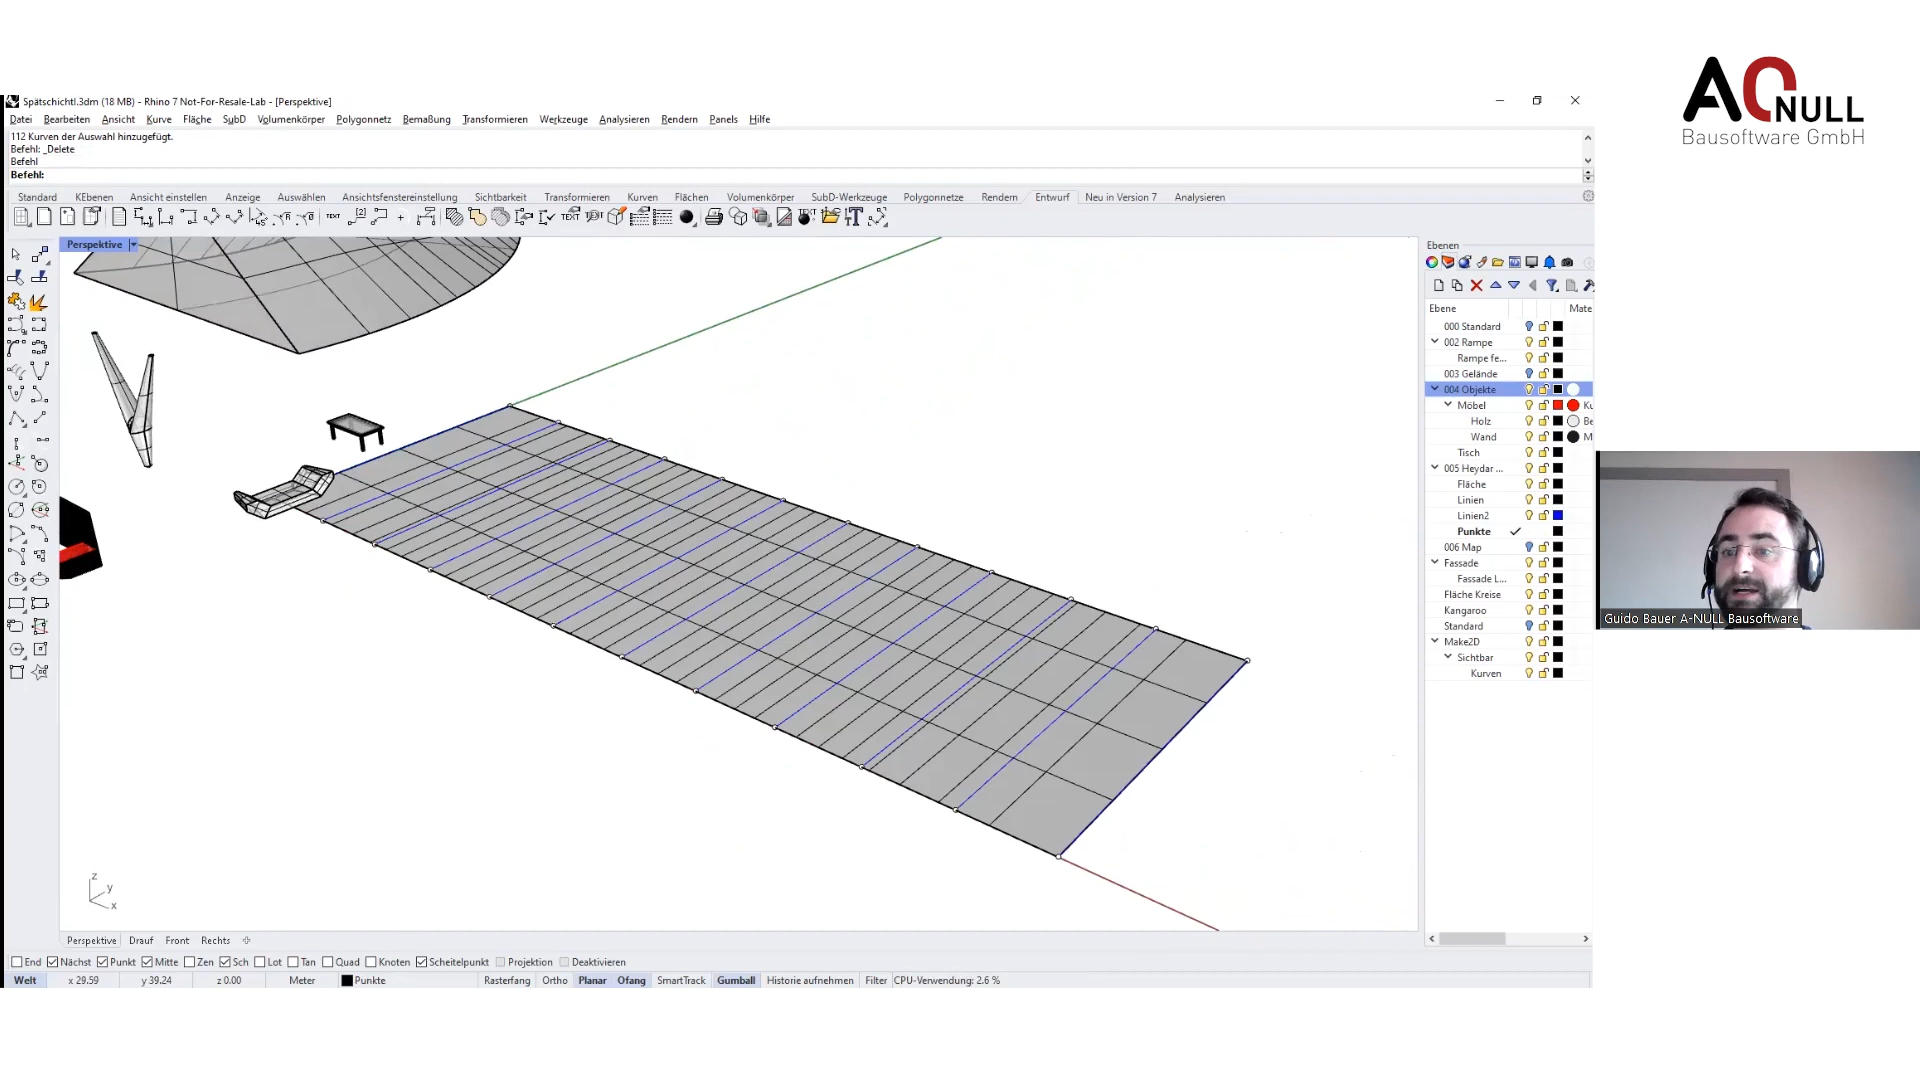 A NULL
Bausoftware GmbH
Spätschichtl.3dm (18 MB) - Rhino 7 Not-For-Resale-Lab - [Perspektive]
Datei Bearbeiten Ansicht Kurve Fläche SubD Volumenkörper Polygonnetz Bemaßung Transformieren Werkzeuge Analysieren Rendern Panels Hilfe
112 Kurven der Auswahl hinzugefügt.
Befehl: _Delete
Befehl
Befehl:
Standard KEbenen Ansicht einstellen Anzeige Auswählen Ansichtsfenstereinstellung Sichtbarkeit Transformieren Kurven Flächen Volumenkörper SubD-Werkzeuge Polygonnetze Rendern Entwurf Neu in Version 7 Analysieren
Perspektive
Ebenen
Ebene Mate
000 Standard
002 Rampe
Rampe fe...
003 Gelände
004 Objekte
Möbel Ku
Holz Be
Wand M
Tisch
005 Heydar ...
Fläche
Linien
Linien2
Punkte
006 Map
Fassade
Fassade L...
Fläche Kreise
Kangaroo
Standard
Make2D
Sichtbar
Kurven
Guido Bauer A-NULL Bausoftware
z
y
x
Perspektive Drauf Front Rechts
End Nächst Punkt Mitte Zen Sch Lot Tan Quad Knoten Scheitelpunkt Projektion Deaktivieren
Welt x 29.59 y 39.24 z 0.00 Meter Punkte Rasterfang Ortho Planar Ofang SmartTrack Gumball Historie aufnehmen Filter CPU-Verwendung: 2.6 %